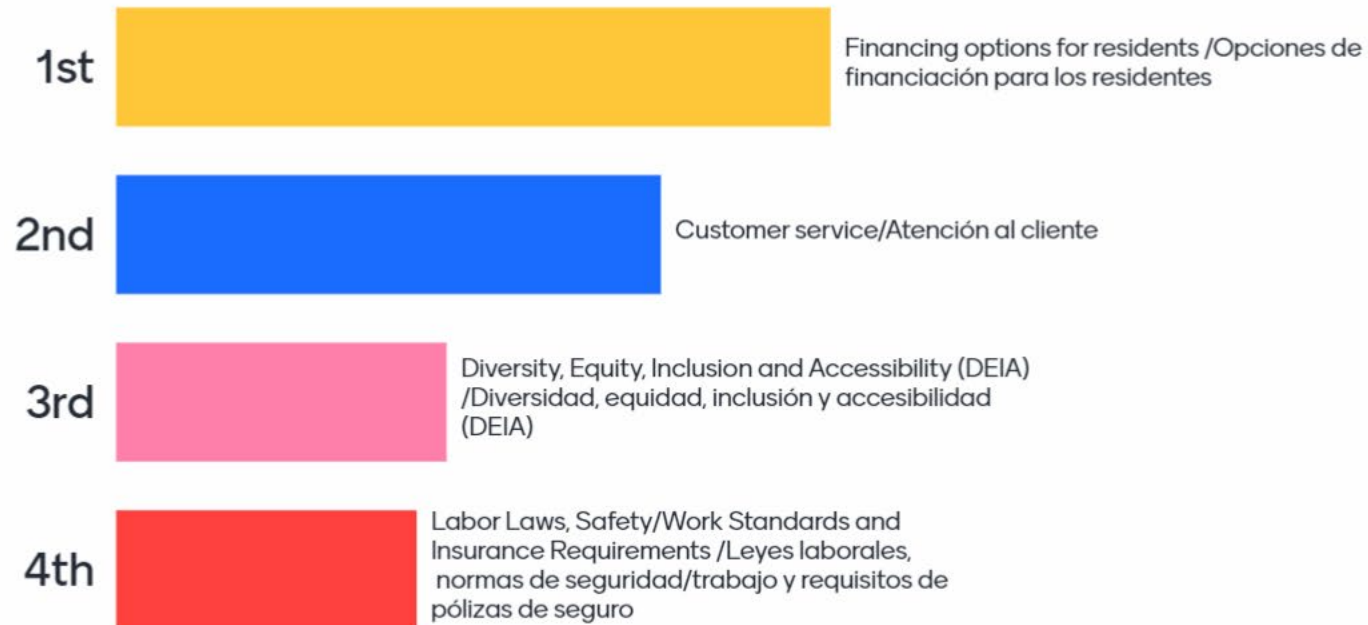 1st
Financing options for residents /Opciones de
financiación para los residentes
2nd
Customer service/Atención al cliente
3rd
Diversity, Equity, Inclusion and Accessibility (DEIA)
/Diversidad, equidad, inclusión y accesibilidad
(DEIA)
4th
Labor Laws, Safety/Work Standards and
Insurance Requirements /Leyes laborales,
normas de seguridad/trabajo y requisitos de
pólizas de seguro